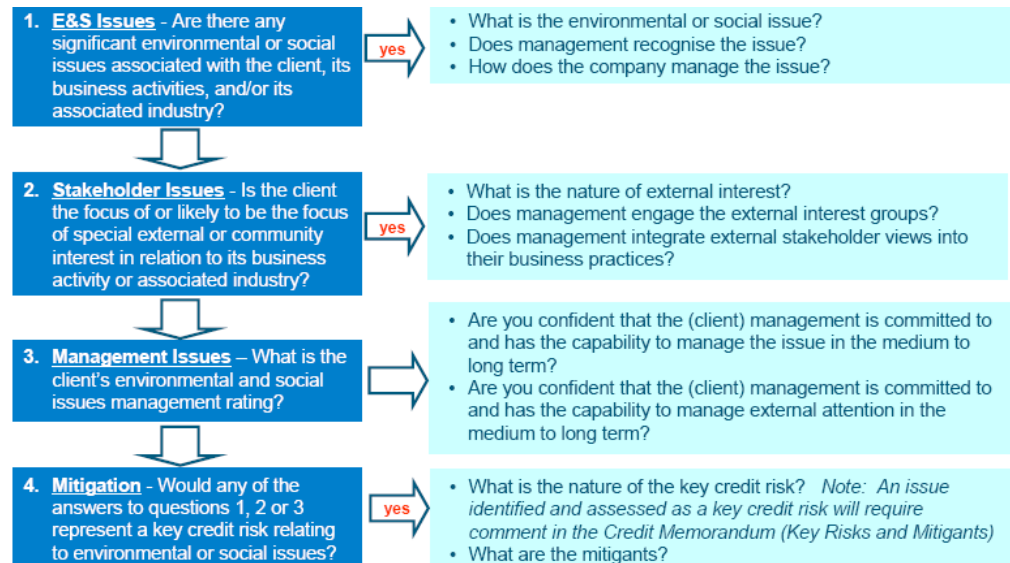 1. E&S Issues - Are there any
significant environmental or social
issues associated with the client, its
business activities, and/or its
associated industry?
yes
• What is the environmental or social issue?
• Does management recognise the issue?
• How does the company manage the issue?
2. Stakeholder Issues - Is the client
the focus of or likely to be the focus
of special external or community
interest in relation to its business
activity or associated industry?
yes
• What is the nature of external interest?
• Does management engage the external interest groups?
• Does management integrate external stakeholder views into
their business practices?
3. Management Issues – What is the
client's environmental and social
issues management rating?
• Are you confident that the (client) management is committed to
and has the capability to manage the issue in the medium to
long term?
• Are you confident that the (client) management is committed to
and has the capability to manage external attention in the
medium to long term?
4. Mitigation - Would any of the
answers to questions 1, 2 or 3
represent a key credit risk relating
to environmental or social issues?
yes
• What is the nature of the key credit risk? Note: An issue
identified and assessed as a key credit risk will require
comment in the Credit Memorandum (Key Risks and Mitigants)
• What are the mitigants?